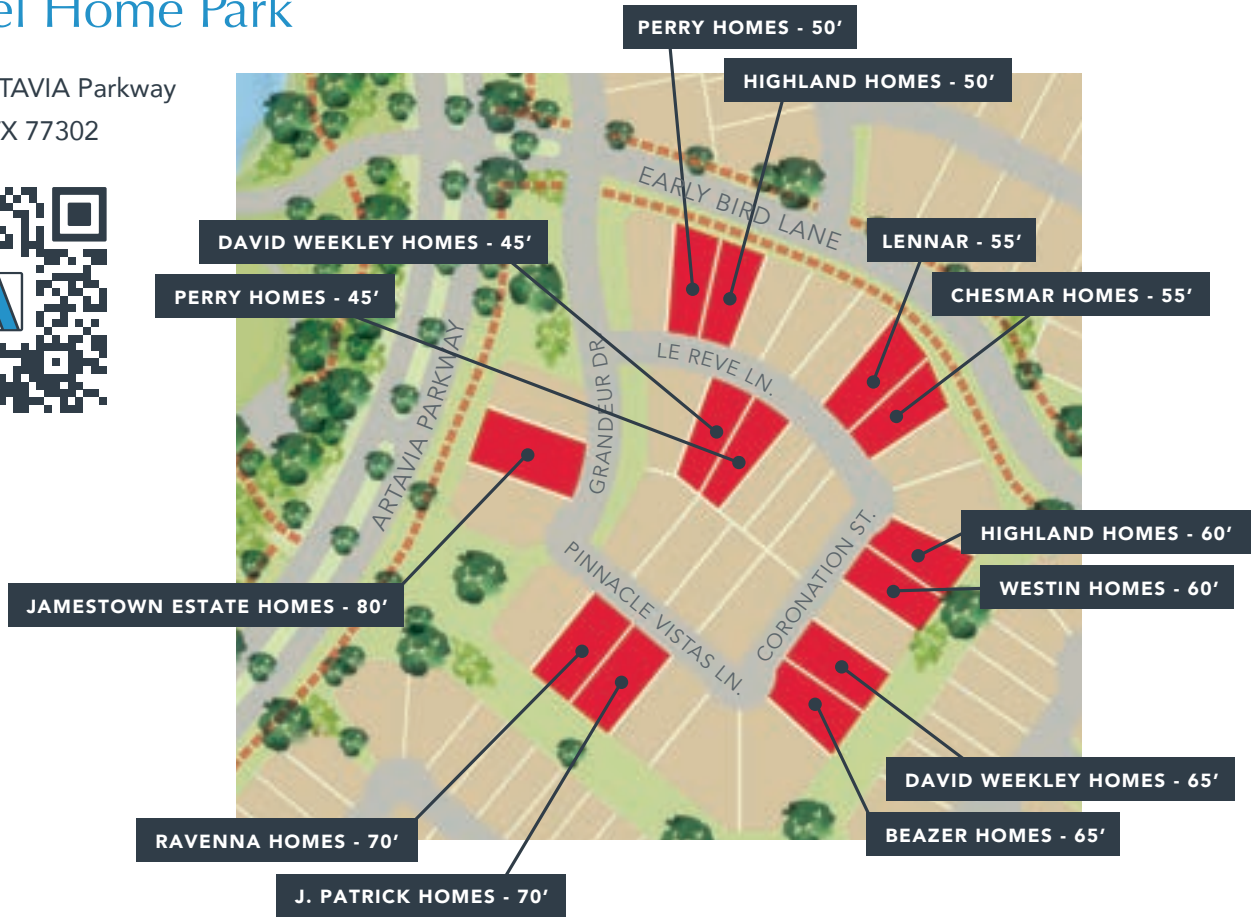 Home Park
PERRY HOMES - 50’
HIGHLAND HOMES - 50’
TAVIA Parkway
TX 77302
EARLY BIRD LANE
DAVID WEEKLEY HOMES - 45’
LENNAR - 55’
PERRY HOMES - 45’
CHESMAR HOMES - 55’
LE REVE LN.
GRANDEUR DR.
ARTAVIA PARKWAY
HIGHLAND HOMES - 60’
PINNACLE VISTAS LN.
CORONATION ST.
WESTIN HOMES - 60’
JAMESTOWN ESTATE HOMES - 80’
DAVID WEEKLEY HOMES - 65’
RAVENNA HOMES - 70’
BEAZER HOMES - 65’
J. PATRICK HOMES - 70’